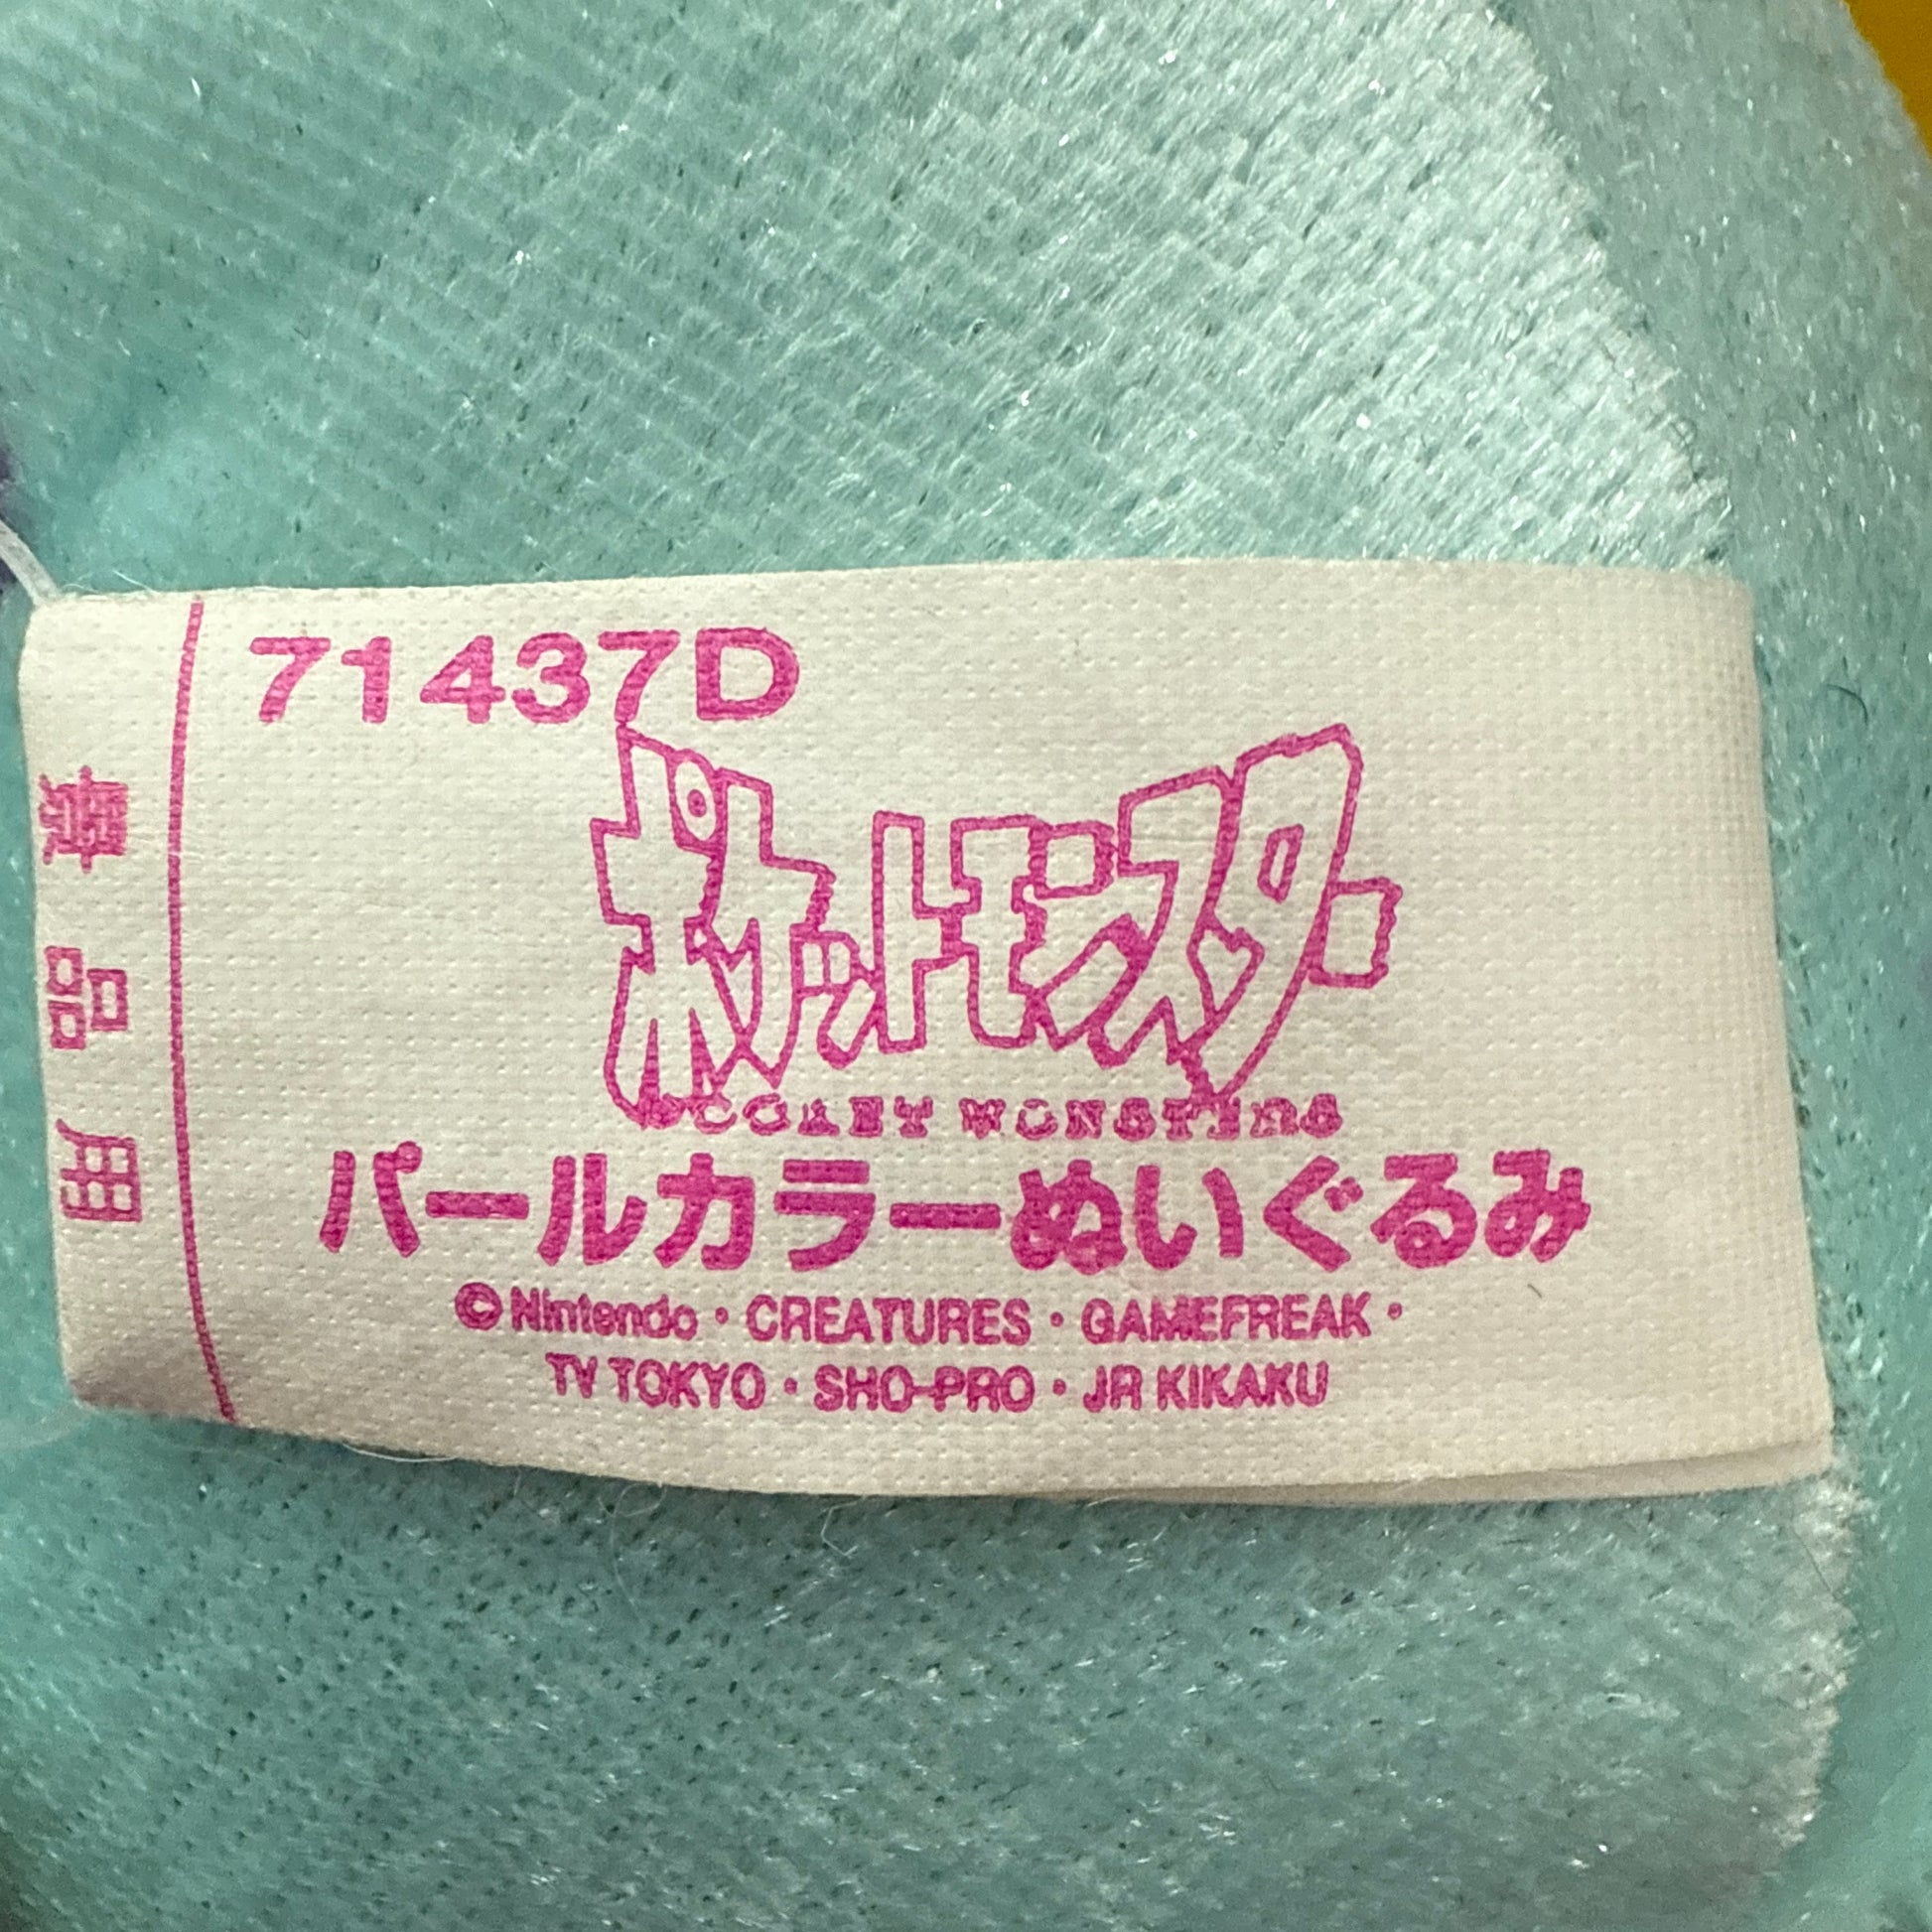 71437D
ポケットモンスター
POCKET MONSTERS
パールカラーぬいぐるみ
©Nintendo・CREATURES・GAMEFREAK・
TV TOKYO・SHO-PRO・JR KIKAKU
景品用